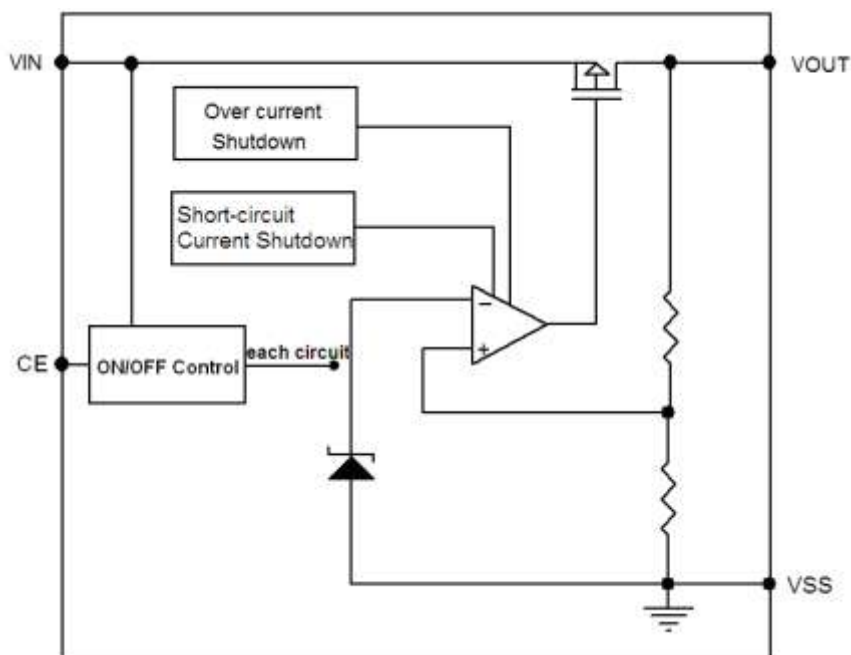 VIN
VOUT
Over current
Shutdown
Short-circuit
Current Shutdown
−
+
CE
ON/OFF Control
each circuit
VSS